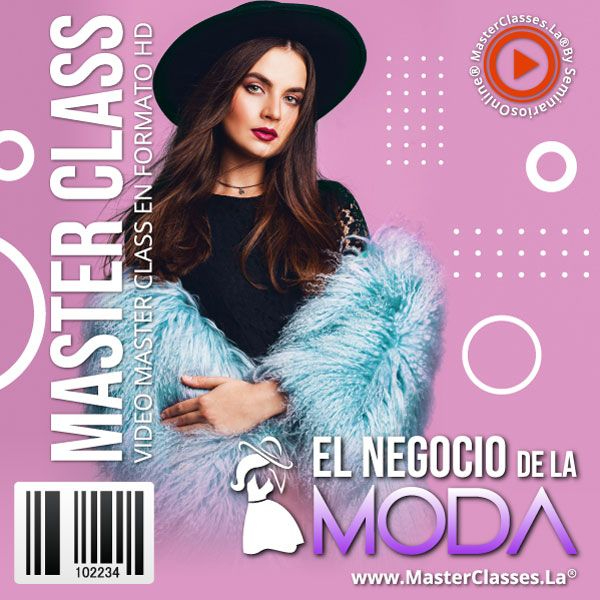 MASTER CLASS
VIDEO MASTER CLASS EN FORMATO HD
MasterClasses.La® By SeminariosOnline®
EL NEGOCIO DE LA
MODA
102234
www.MasterClasses.La®